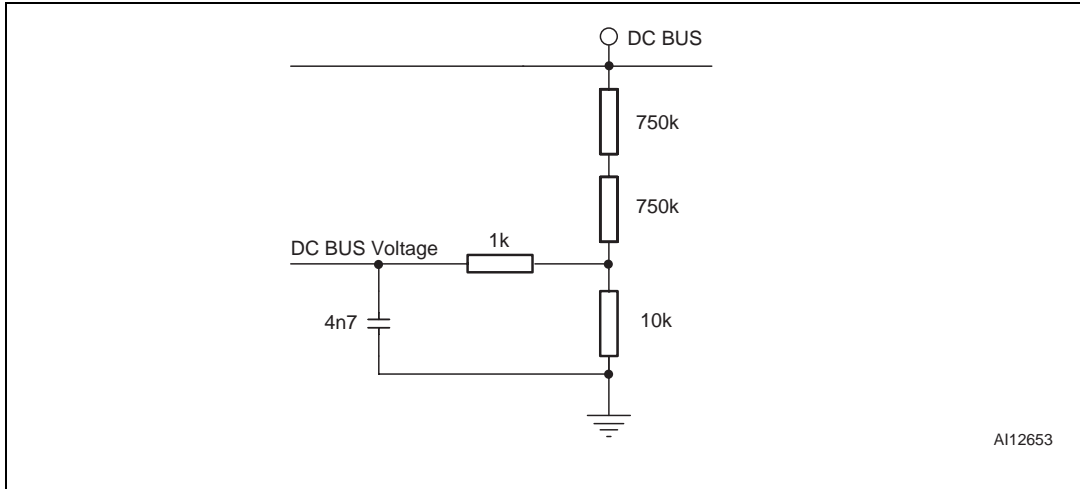 DC BUS
750k
750k
DC BUS Voltage
1k
4n7
10k
AI12653